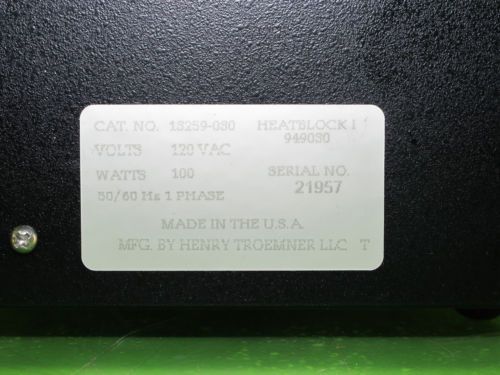 CAT. NO. 13259-030 HEATBLOCK I
949030
VOLTS 120 VAC
WATTS 100 SERIAL NO.
21957
50/60 Hz 1 PHASE
MADE IN THE U.S.A.
MFG. BY HENRY TROEMNER LLC. T